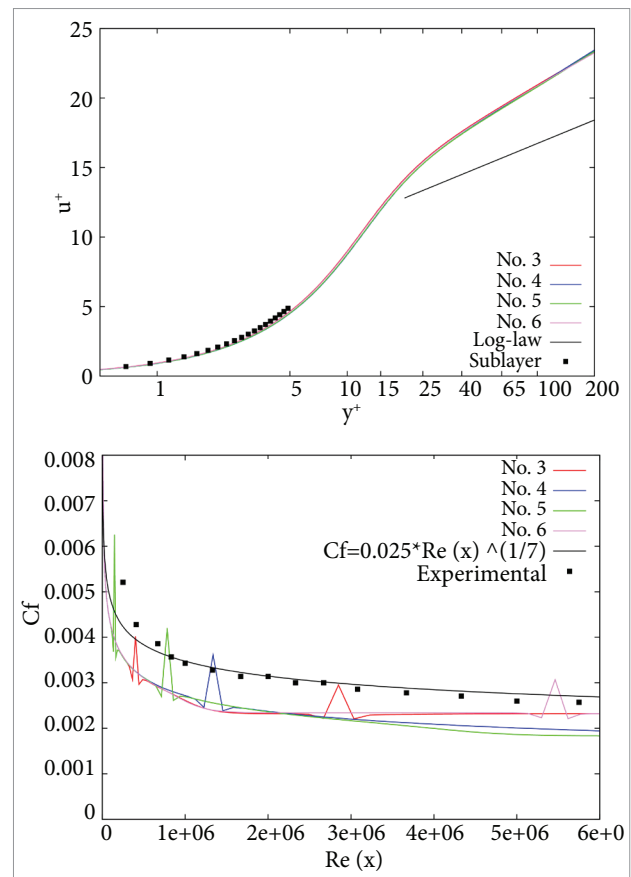 25
20
15
10
5
0
u+
1 5 10 15 25 40 65 100 200
y+
No. 3
No. 4
No. 5
No. 6
Log-law
Sublayer
0.008
0.007
0.006
0.005
0.004
0.003
0.002
0.001
0
Cf
No. 3
No. 4
No. 5
No. 6
Cf=0.025*Re (x) ^(1/7)
Experimental
0 1e+06 2e+06 3e+06 4e+06 5e+06 6e+0
Re (x)